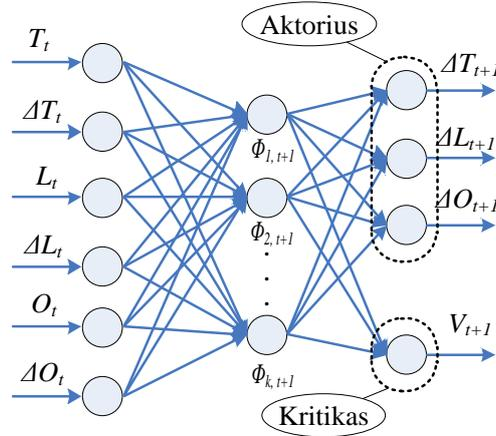 Aktorius
T_t
ΔT_t
L_t
ΔL_t
O_t
ΔO_t
Φ_{1, t+1}
Φ_{2, t+1}
Φ_{k, t+1}
ΔT_{t+1}
ΔL_{t+1}
ΔO_{t+1}
V_{t+1}
Kritikas